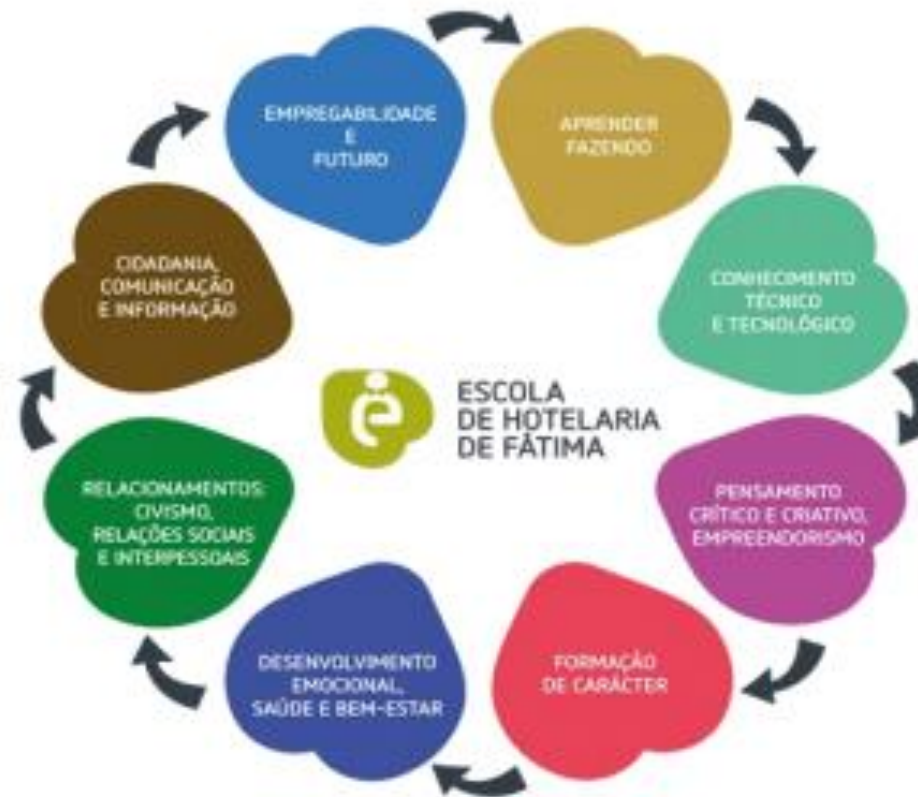 EMPREGABILIDADE
E
FUTURO
APRENDER
FAZENDO
CONHECIMENTO
TÉCNICO
E TECNOLÓGICO
PENSAMENTO
CRÍTICO E CRIATIVO,
EMPREENDORISMO
FORMAÇÃO
DE CARÁCTER
DESENVOLVIMENTO
EMOCIONAL,
SAÚDE E BEM-ESTAR
RELACIONAMENTOS:
CIVISMO,
RELAÇÕES SOCIAIS
E INTERPESSOAIS
CIDADANIA,
COMUNICAÇÃO
E INFORMAÇÃO
ESCOLA
DE HOTELARIA
DE FÁTIMA